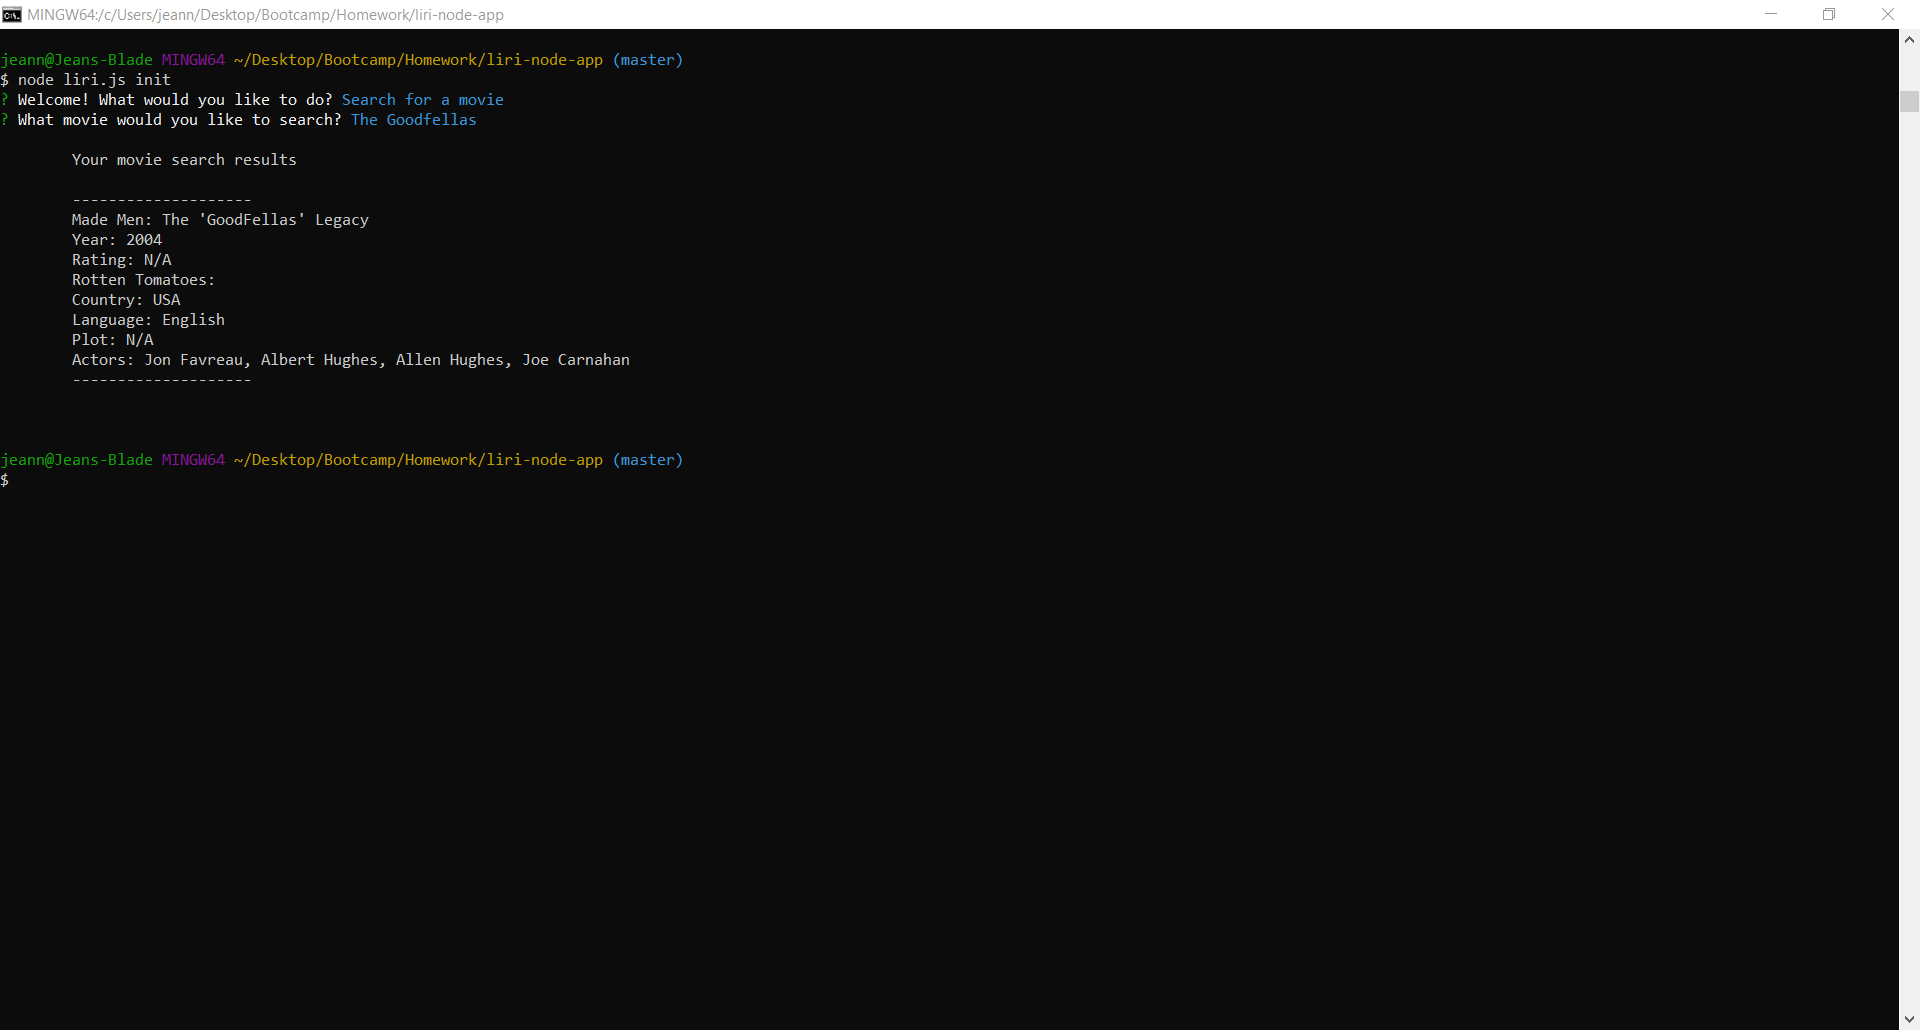 MINGW64:/c/Users/jeann/Desktop/Bootcamp/Homework/liri-node-app
jeann@Jeans-Blade MINGW64 ~/Desktop/Bootcamp/Homework/liri-node-app (master)
$ node liri.js init
? Welcome! What would you like to do? Search for a movie
? What movie would you like to search? The Goodfellas
Your movie search results
--------------------
Made Men: The 'GoodFellas' Legacy
Year: 2004
Rating: N/A
Rotten Tomatoes:
Country: USA
Language: English
Plot: N/A
Actors: Jon Favreau, Albert Hughes, Allen Hughes, Joe Carnahan
--------------------
jeann@Jeans-Blade MINGW64 ~/Desktop/Bootcamp/Homework/liri-node-app (master)
$